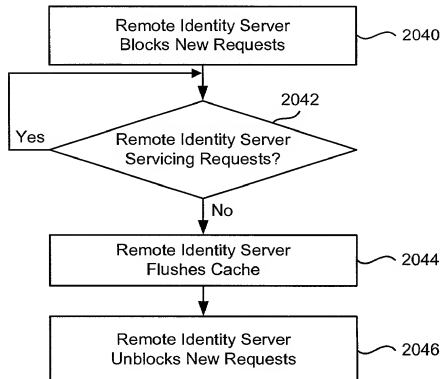 Remote Identity Server
Blocks New Requests
2040
2042
Yes
Remote Identity Server
Servicing Requests?
No
Remote Identity Server
Flushes Cache
2044
Remote Identity Server
Unblocks New Requests
2046